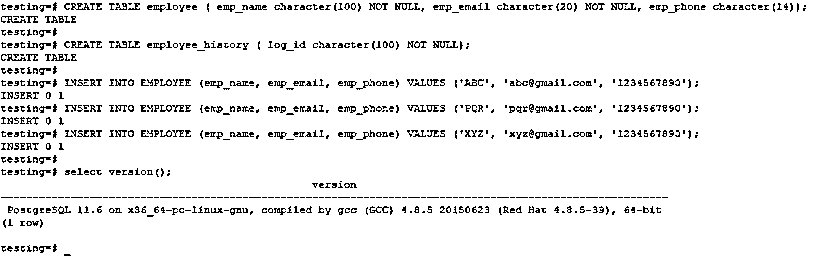 testing=# CREATE TABLE employee ( emp_name character(100) NOT NULL, emp_email character(20) NOT NULL, emp_phone character(14));
CREATE TABLE
testing=#
testing=# CREATE TABLE employee_history ( log_id character(100) NOT NULL);
CREATE TABLE
testing=#
testing=# INSERT INTO EMPLOYEE (emp_name, emp_email, emp_phone) VALUES ('ABC', 'abc@gmail.com', '1234567890');
INSERT 0 1
testing=# INSERT INTO EMPLOYEE (emp_name, emp_email, emp_phone) VALUES ('PQR', 'pqr@gmail.com', '1234567890');
INSERT 0 1
testing=# INSERT INTO EMPLOYEE (emp_name, emp_email, emp_phone) VALUES ('XYZ', 'xyz@gmail.com', '1234567890');
INSERT 0 1
testing=#
testing=# select version();
version
PostgreSQL 11.6 on x86_64-pc-linux-gnu, compiled by gcc (GCC) 4.8.5 20150623 (Red Hat 4.8.5-39), 64-bit
(1 row)
testing=# _